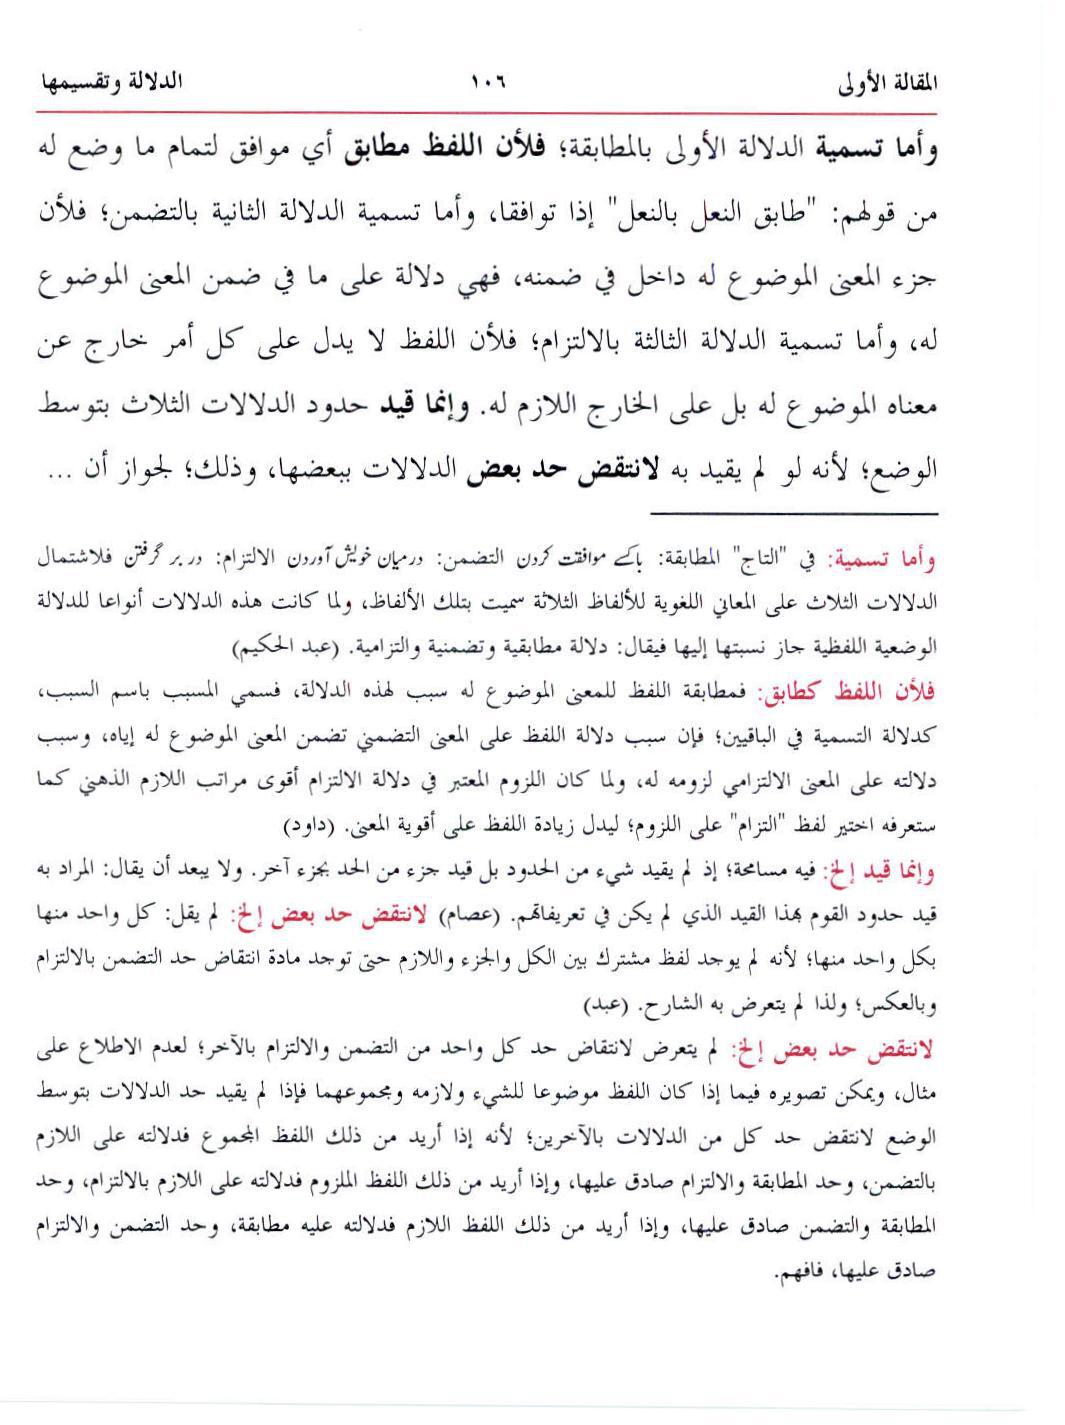 المقالة الأولى ١٠٦ الدلالة وتقسيمها
وأما تسمية الدلالة الأولى بالمطابقة؛ فلأن اللفظ مطابق أي موافق لتمام ما وضع له
من قولهم: "طابق النعل بالنعل" إذا توافقا، وأما تسمية الدلالة الثانية بالتضمن؛ فلأن
جزء المعنى الموضوع له داخل في ضمنه، فهي دلالة على ما في ضمن المعنى الموضوع
له، وأما تسمية الدلالة الثالثة بالالتزام؛ فلأن اللفظ لا يدل على كل أمر خارج عن
معناه الموضوع له بل على الخارج اللازم له. وإنما قيد حدود الدلالات الثلاث بتوسط
الوضع؛ لأنه لو لم يقيد به لانتقض حد بعض الدلالات ببعضها، وذلك؛ لجواز أن ...
وأما تسمية: في "التاج" المطابقة: باكے موافقت کردن التضمن: درمیان خویش آوردن الالتزام: در بر گرفتن فلاشتمال
الدلالات الثلاث على المعاني اللغوية للألفاظ الثلاثة سميت بتلك الألفاظ، ولما كانت هذه الدلالات أنواعا للدلالة
الوضعية اللفظية جاز نسبتها إليها فيقال: دلالة مطابقية وتضمنية والتزامية. (عبد الحكيم)
فلأن اللفظ كطابق: فمطابقة اللفظ للمعنى الموضوع له سبب لهذه الدلالة، فسمي المسبب باسم السبب،
كدلالة التسمية في الباقيين؛ فإن سبب دلالة اللفظ على المعنى التضمني تضمن المعنى الموضوع له إياه، وسبب
دلالته على المعنى الالتزامي لزومه له، ولما كان اللزوم المعتبر في دلالة الالتزام أقوى مراتب اللازم الذهني كما
ستعرفه اختير لفظ "التزام" على اللزوم؛ ليدل زيادة اللفظ على أقوية المعنى. (داود)
وإنما قيد إلخ: فيه مسامحة؛ إذ لم يقيد شيء من الحدود بل قيد جزء من الحد بجزء آخر. ولا يبعد أن يقال: المراد به
قيد حدود القوم بهذا القيد الذي لم يكن في تعريفاتهم. (عصام) لانتقض حد بعض إلخ: لم يقل: كل واحد منها
بكل واحد منها؛ لأنه لم يوجد لفظ مشترك بين الكل والجزء واللازم حتى توجد مادة انتقاض حد التضمن بالالتزام
وبالعكس؛ ولذا لم يتعرض به الشارح. (عبد)
لانتقض حد بعض إلخ: لم يتعرض لانتقاض حد كل واحد من التضمن والالتزام بالآخر؛ لعدم الاطلاع على
مثال، ويمكن تصويره فيما إذا كان اللفظ موضوعا للشيء ولازمه ومجموعهما فإذا لم يقيد حد الدلالات بتوسط
الوضع لانتقض حد كل من الدلالات بالآخرين؛ لأنه إذا أريد من ذلك اللفظ المجموع فدلالته على اللازم
بالتضمن، وحد المطابقة والالتزام صادق عليها، وإذا أريد من ذلك اللفظ الملزوم فدلالته على اللازم بالالتزام، وحد
المطابقة والتضمن صادق عليها، وإذا أريد من ذلك اللفظ اللازم فدلالته عليه مطابقة، وحد التضمن والالتزام
صادق عليها، فافهم.